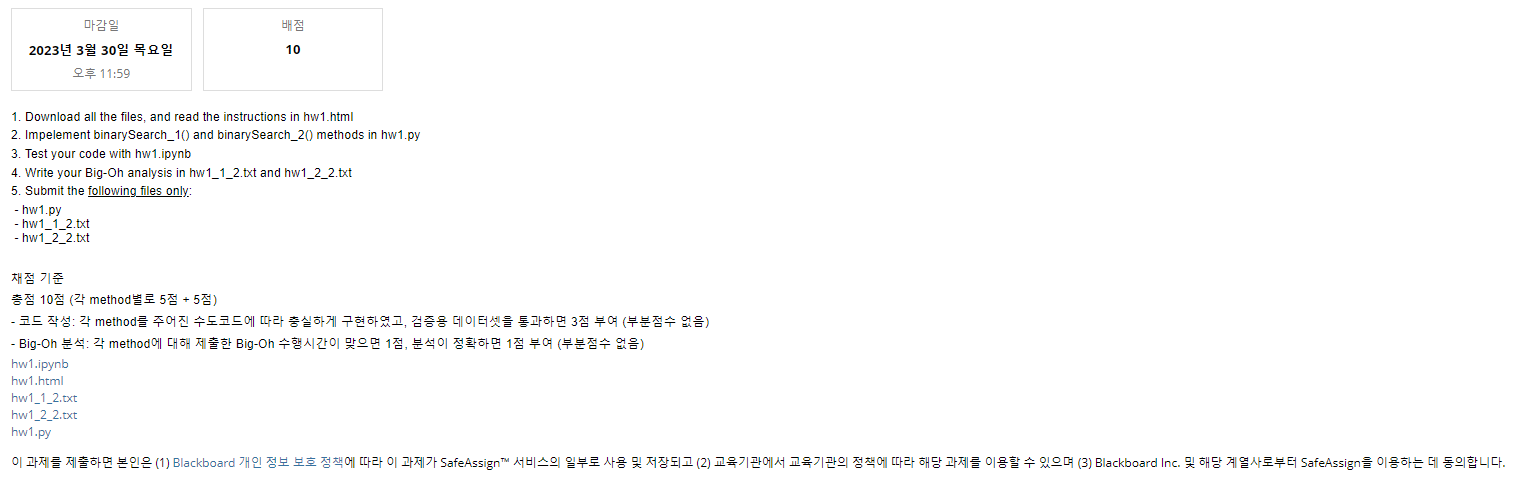 마감일
2023년 3월 30일 목요일
오후 11:59
배점
10
1. Download all the files, and read the instructions in hw1.html
2. Impelement binarySearch_1() and binarySearch_2() methods in hw1.py
3. Test your code with hw1.ipynb
4. Write your Big-Oh analysis in hw1_1_2.txt and hw1_2_2.txt
5. Submit the following files only:
- hw1.py
- hw1_1_2.txt
- hw1_2_2.txt
채점 기준
총점 10점 (각 method별로 5점 + 5점)
- 코드 작성: 각 method를 주어진 수도코드에 따라 충실하게 구현하였고, 검증용 데이터셋을 통과하면 3점 부여 (부분점수 없음)
- Big-Oh 분석: 각 method에 대해 제출한 Big-Oh 수행시간이 맞으면 1점, 분석이 정확하면 1점 부여 (부분점수 없음)
hw1.ipynb
hw1.html
hw1_1_2.txt
hw1_2_2.txt
hw1.py
이 과제를 제출하면 본인은 (1) Blackboard 개인 정보 보호 정책에 따라 이 과제가 SafeAssign™ 서비스의 일부로 사용 및 저장되고 (2) 교육기관에서 교육기관의 정책에 따라 해당 과제를 이용할 수 있으며 (3) Blackboard Inc. 및 해당 계열사로부터 SafeAssign을 이용하는 데 동의합니다.